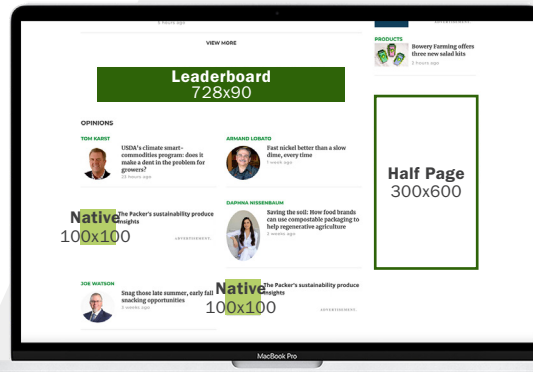 5 hours ago
ADVERTISEMENT.
VIEW MORE
PRODUCTS
Bowery Farming offers
three new salad kits
5 hours ago
Leaderboard
728x90
OPINIONS
TOM KARST
USDA's climate smart-
commodities program: does it
make a dent in the problem for
growers?
23 hours ago
ARMAND LOBATO
Fast nickel better than a slow
dime, every time
1 week ago
Half Page
300x600
Native
100x100
The Packer's sustainability produce
insights
ADVERTISEMENT.
DAPHNA NISSENBAUM
Saving the soil: How food brands
can use compostable packaging to
help regenerative agriculture
2 weeks ago
JOE WATSON
Snag those late summer, early fall
snacking opportunities
2 weeks ago
Native
100x100
The Packer's sustainability produce
insights
ADVERTISEMENT.
MacBook Pro